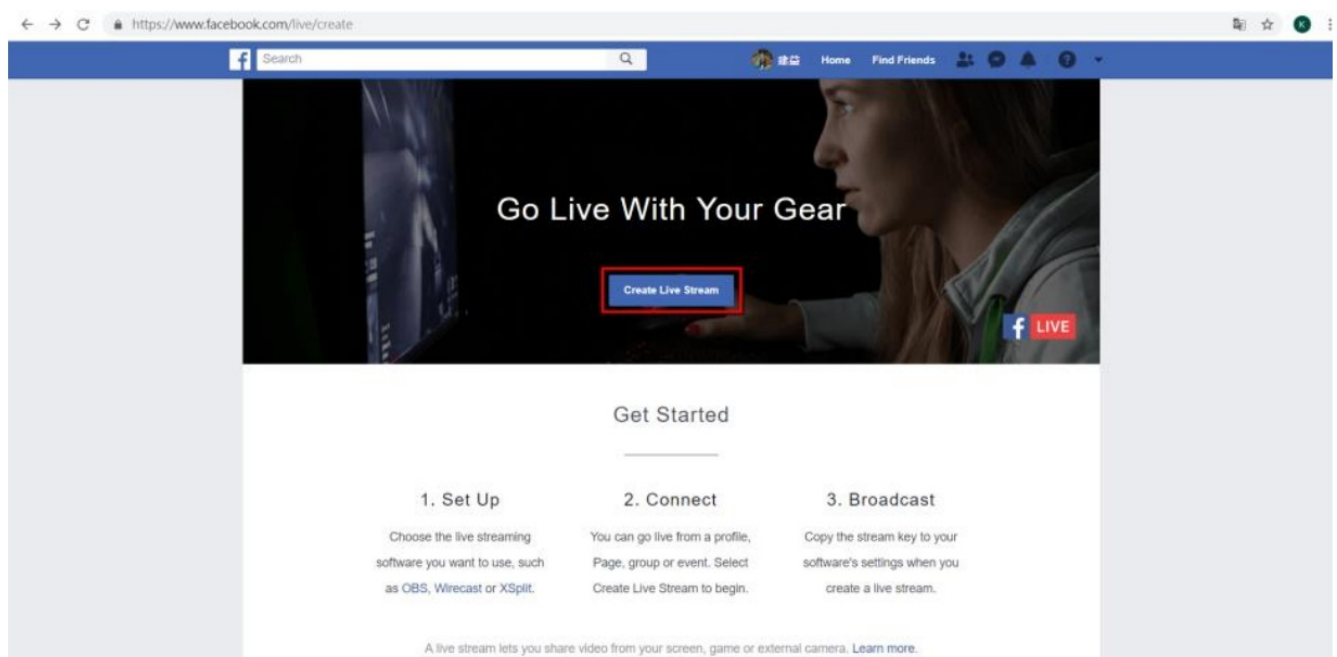 https://www.facebook.com/live/create
K
f
Search
建益
Home
Find Friends
Go Live With Your Gear
Create Live Stream
f LIVE
Get Started
1. Set Up
Choose the live streaming
software you want to use, such
as OBS, Wirecast or XSplit.
2. Connect
You can go live from a profile,
Page, group or event. Select
Create Live Stream to begin.
3. Broadcast
Copy the stream key to your
software's settings when you
create a live stream.
A live stream lets you share video from your screen, game or external camera. Learn more.